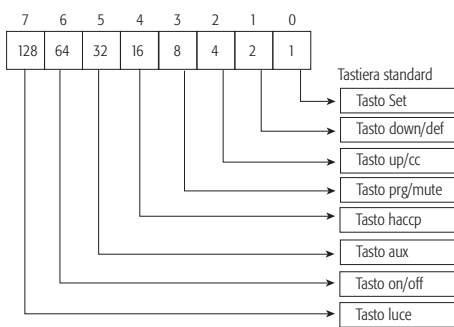 7 6 5 4 3 2 1 0
128 64 32 16 8 4 2 1
Tastiera standard
Tasto Set
Tasto down/def
Tasto up/cc
Tasto prg/mute
Tasto haccp
Tasto aux
Tasto on/off
Tasto luce